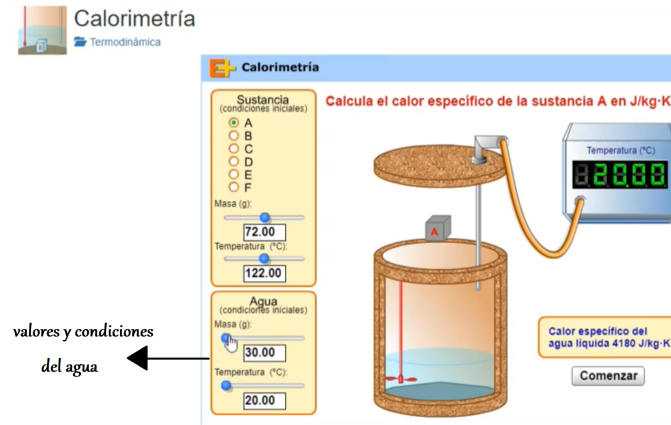 Calorimetría
Termodinámica
E+ Calorimetría
Sustancia
(condiciones iniciales)
A
B
C
D
E
F
Masa (g):
72.00
Temperatura (°C):
122.00
Agua
(condiciones iniciales)
Masa (g):
30.00
Temperatura (°C):
20.00
Calcula el calor específico de la sustancia A en J/kg·K
Temperatura (°C)
20.00
A
Calor específico del
agua líquida 4180 J/kg·K
Comenzar
valores y condiciones
del agua